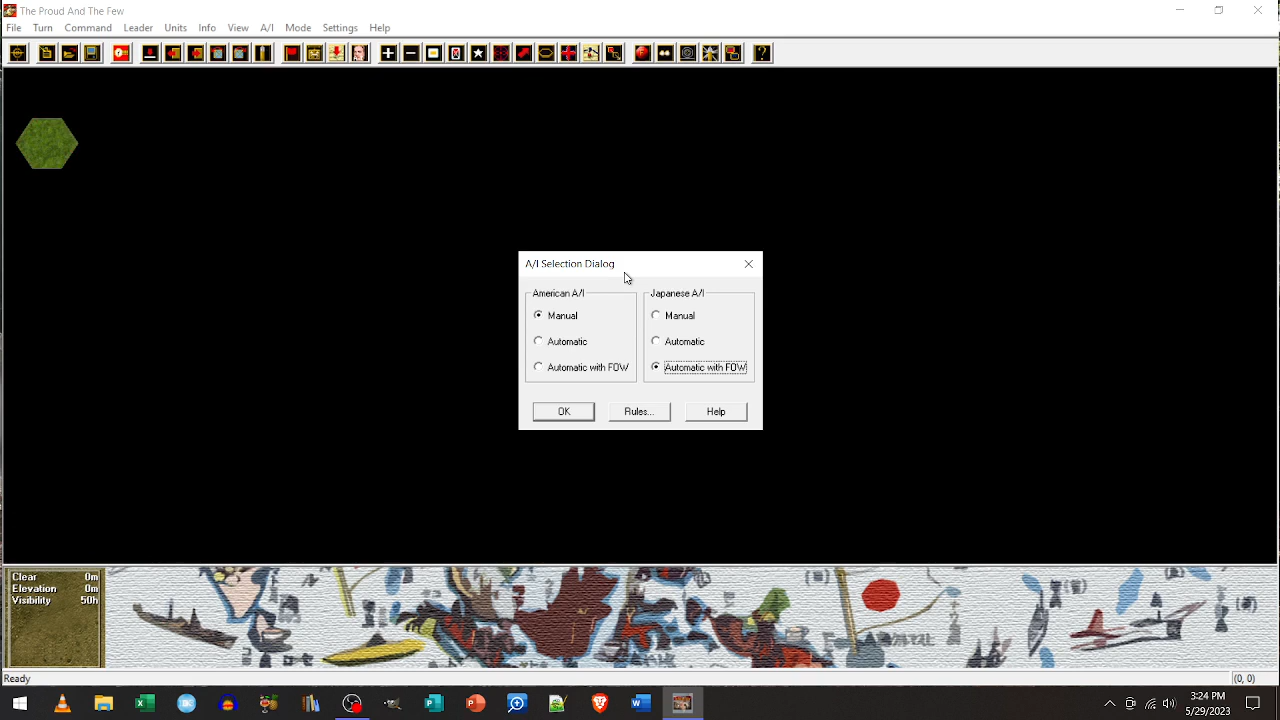 The Proud And The Few
File Turn Command Leader Units Info View A/I Mode Settings Help
A/I Selection Dialog
American A/I Japanese A/I
Manual Manual
Automatic Automatic
Automatic with FOW Automatic with FOW
OK Rules... Help
Clear 0m
Elevation 0m
Visibility 50h
Ready (0, 0)
3:24 PM
5/29/2023